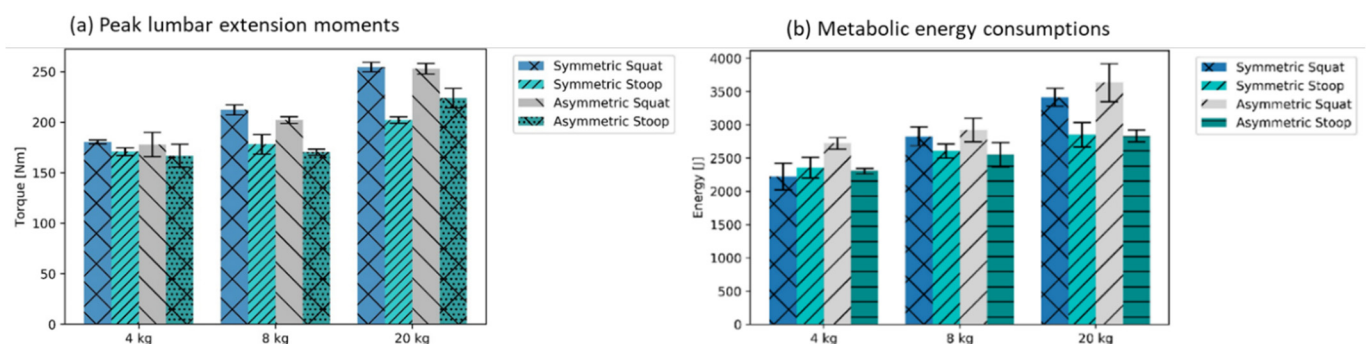 (a) Peak lumbar extension moments
Torque [Nm]
250
200
150
100
50
0
4 kg
8 kg
20 kg
Symmetric Squat
Symmetric Stoop
Asymmetric Squat
Asymmetric Stoop
(b) Metabolic energy consumptions
Energy [J]
4000
3500
3000
2500
2000
1500
1000
500
0
4 kg
8 kg
20 kg
Symmetric Squat
Symmetric Stoop
Asymmetric Squat
Asymmetric Stoop